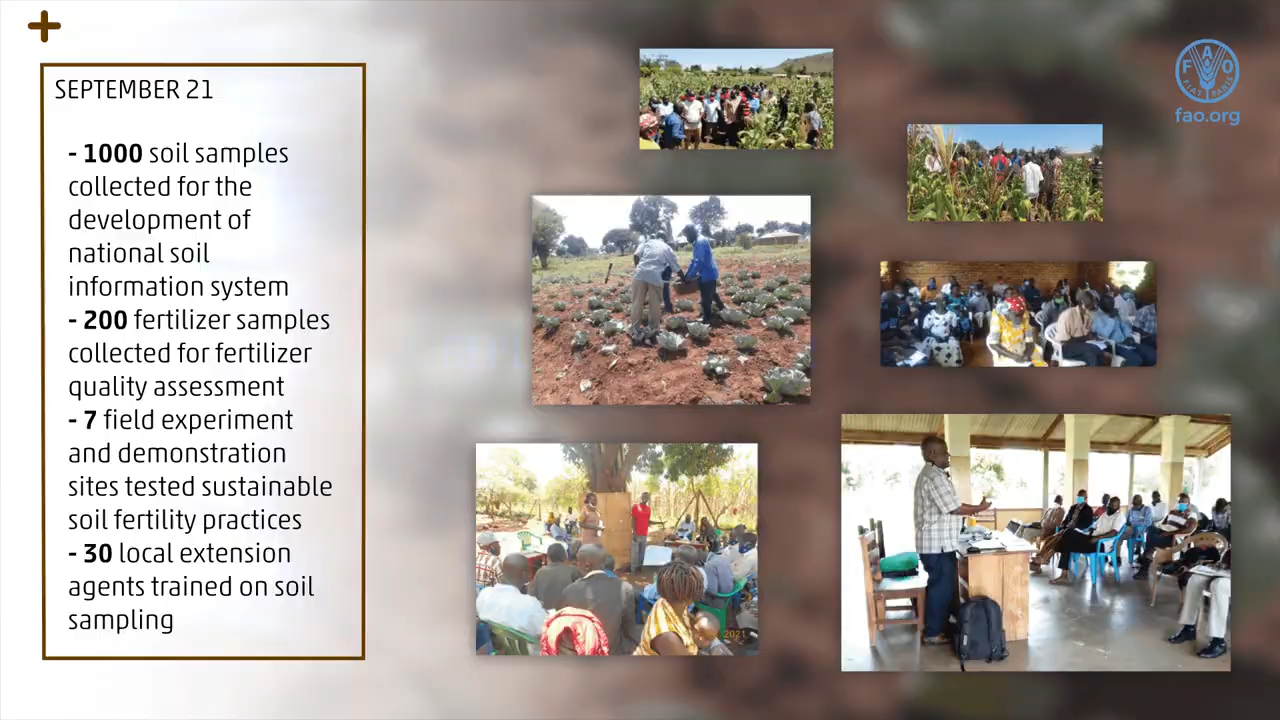 SEPTEMBER 21
- 1000 soil samples
collected for the
development of
national soil
information system
- 200 fertilizer samples
collected for fertilizer
quality assessment
- 7 field experiment
and demonstration
sites tested sustainable
soil fertility practices
- 30 local extension
agents trained on soil
sampling
F A O
FIAT PANIS
fao.org
2021